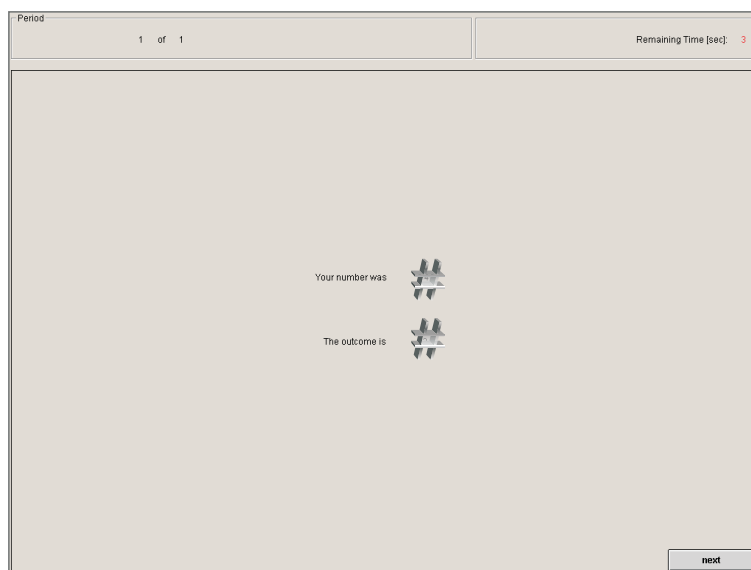 Period
1 of 1
Remaining Time [sec]: 3
Your number was #
The outcome is #
next